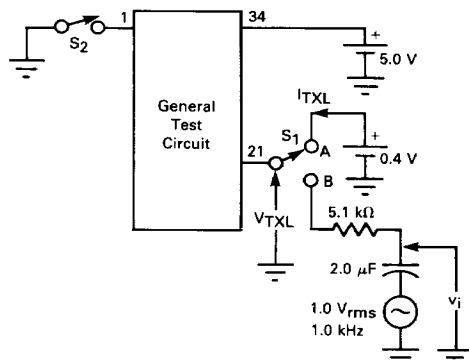 1
34
S2
+
5.0 V
General
Test
Circuit
ITXL
S1
A
+
0.4 V
21
B
VTXL
5.1 kΩ
2.0 μF
vi
1.0 Vrms
1.0 kHz